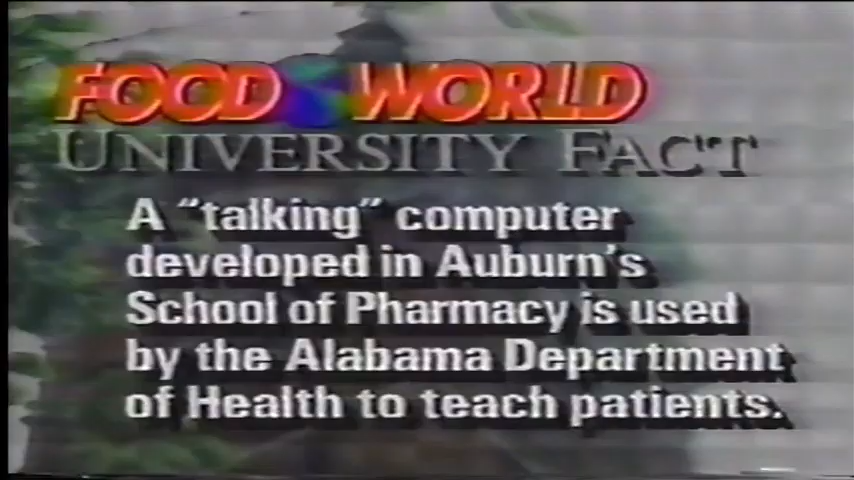 FOOD WORLD
UNIVERSITY FACT
A “talking” computer
developed in Auburn’s
School of Pharmacy is used
by the Alabama Department
of Health to teach patients.